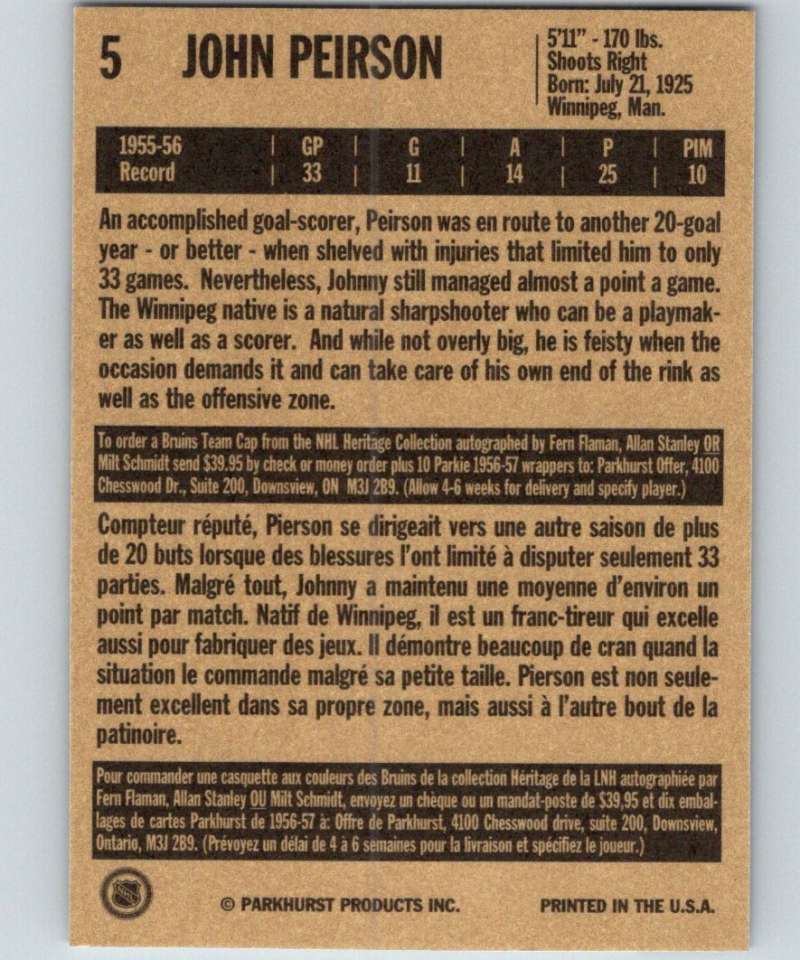 5 JOHN PEIRSON
5'11" - 170 lbs.
Shoots Right
Born: July 21, 1925
Winnipeg, Man.
1955-56 | GP | G | A | P | PIM
Record | 33 | 11 | 14 | 25 | 10
An accomplished goal-scorer, Peirson was en route to another 20-goal
year - or better - when shelved with injuries that limited him to only
33 games. Nevertheless, Johnny still managed almost a point a game.
The Winnipeg native is a natural sharpshooter who can be a playmak-
er as well as a scorer. And while not overly big, he is feisty when the
occasion demands it and can take care of his own end of the rink as
well as the offensive zone.
To order a Bruins Team Cap from the NHL Heritage Collection autographed by Fern Flaman, Allan Stanley OR
Milt Schmidt send $39.95 by check or money order plus 10 Parkie 1956-57 wrappers to: Parkhurst Offer, 4100
Chesswood Dr., Suite 200, Downsview, ON M3J 2B9. (Allow 4-6 weeks for delivery and specify player.)
Compteur réputé, Pierson se dirigeait vers une autre saison de plus
de 20 buts lorsque des blessures l'ont limité à disputer seulement 33
parties. Malgré tout, Johnny a maintenu une moyenne d'environ un
point par match. Natif de Winnipeg, il est un franc-tireur qui excelle
aussi pour fabriquer des jeux. Il démontre beaucoup de cran quand la
situation le commande malgré sa petite taille. Pierson est non seule-
ment excellent dans sa propre zone, mais aussi à l'autre bout de la
patinoire.
Pour commander une casquette aux couleurs des Bruins de la collection Héritage de la LNH autographiée par
Fern Flaman, Allan Stanley OU Milt Schmidt, envoyez un chèque ou un mandat-poste de $39,95 et dix embal-
lages de cartes Parkhurst de 1956-57 à: Offre de Parkhurst, 4100 Chesswood drive, suite 200, Downsview,
Ontario, M3J 2B9. (Prévoyez un délai de 4 à 6 semaines pour la livraison et spécifiez le joueur.)
NHL
© PARKHURST PRODUCTS INC. PRINTED IN THE U.S.A.